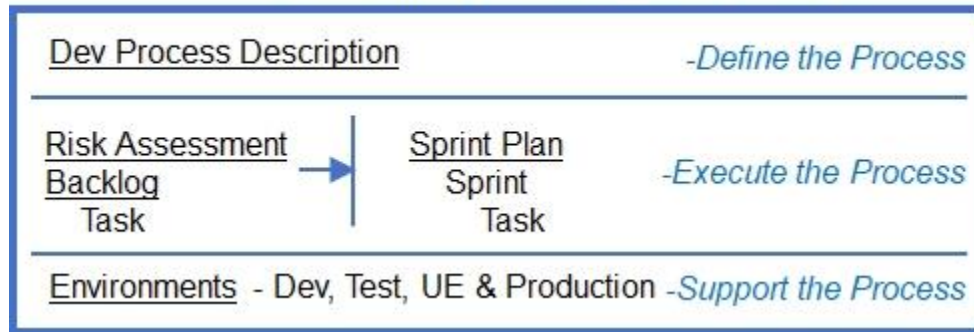 Dev Process Description -Define the Process
Risk Assessment
Backlog
Task
Sprint Plan
Sprint
Task
-Execute the Process
Environments - Dev, Test, UE & Production -Support the Process